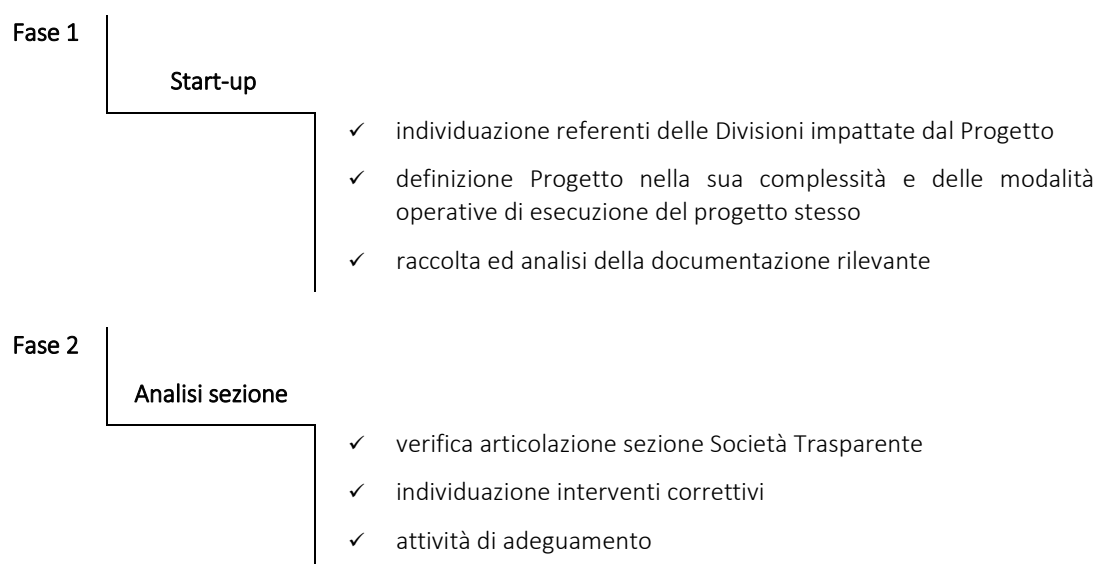 Fase 1
Start-up
✓ individuazione referenti delle Divisioni impattate dal Progetto
✓ definizione Progetto nella sua complessità e delle modalità
operative di esecuzione del progetto stesso
✓ raccolta ed analisi della documentazione rilevante
Fase 2
Analisi sezione
✓ verifica articolazione sezione Società Trasparente
✓ individuazione interventi correttivi
✓ attività di adeguamento